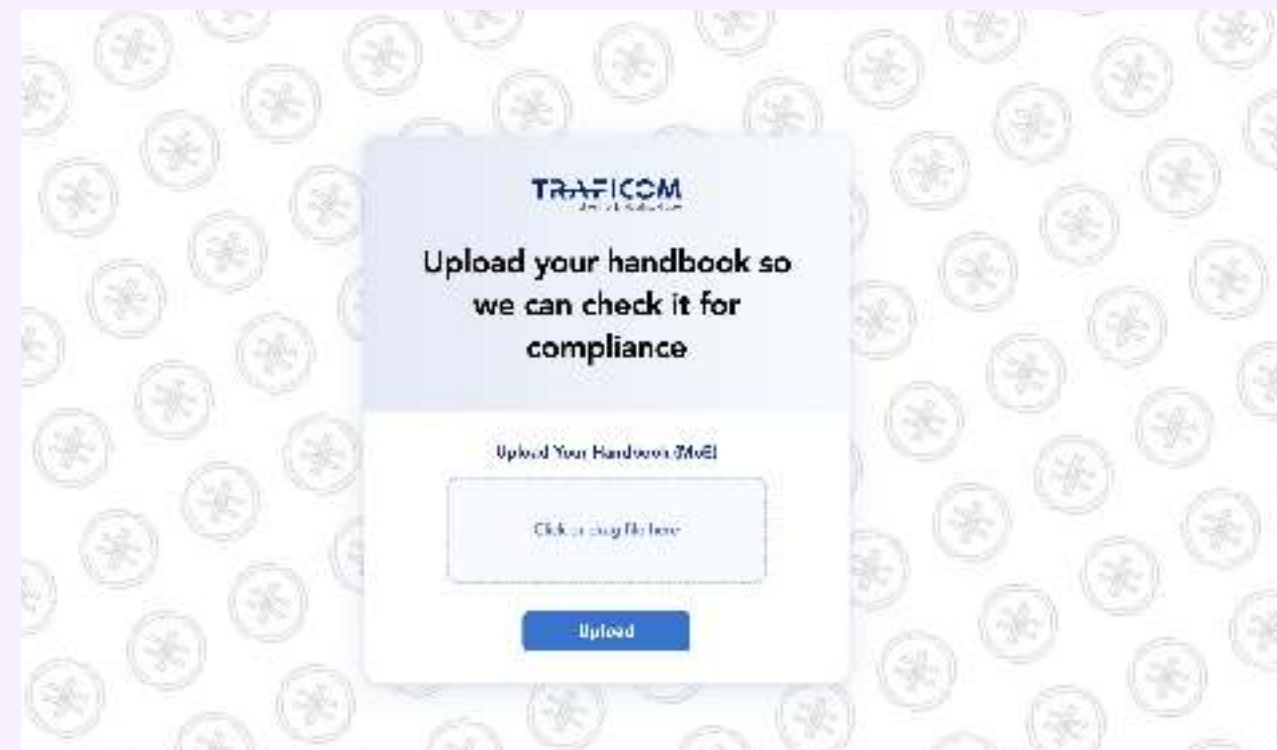 TRAFICOM
Upload your handbook so
we can check it for
compliance
Upload Your Handbook (MoE)
Click or drag file here
Upload